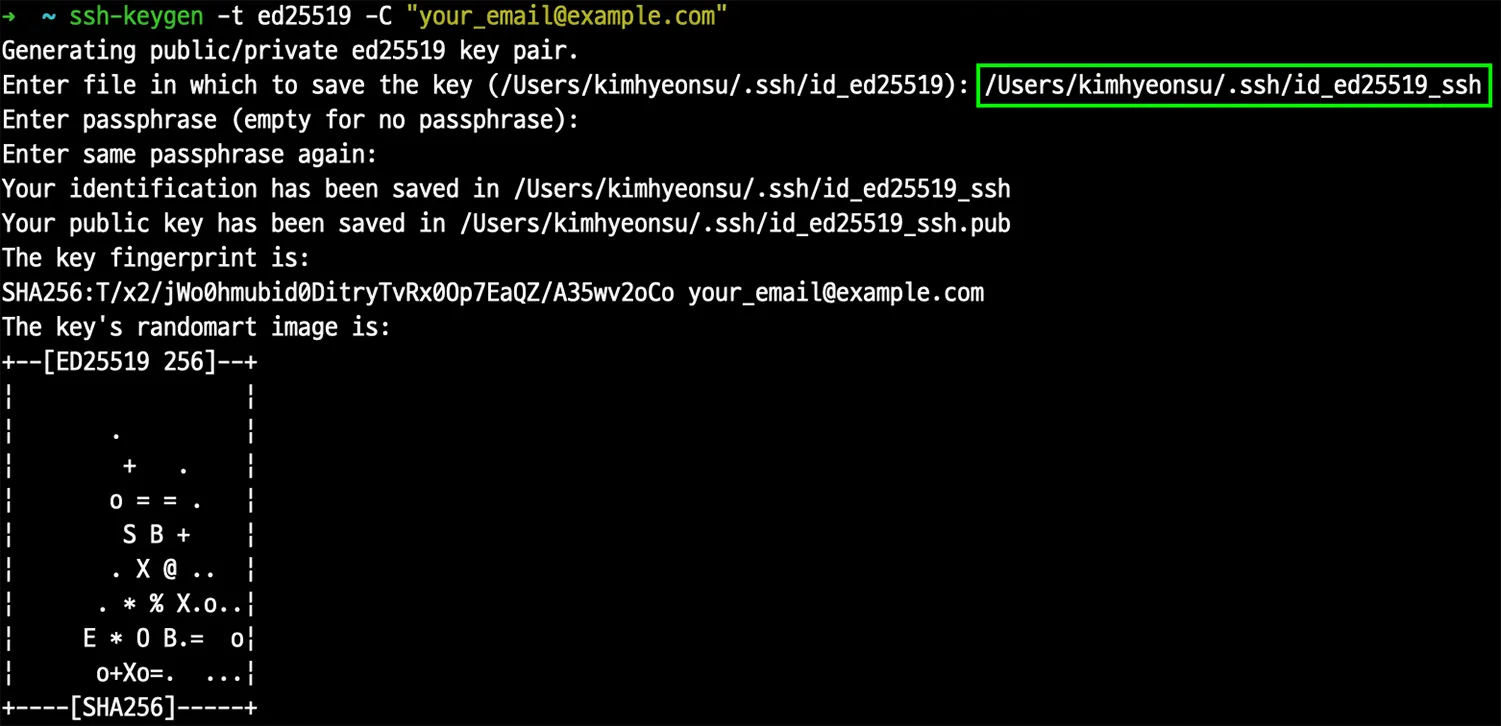 → ~ ssh-keygen -t ed25519 -C "your_email@example.com"
Generating public/private ed25519 key pair.
Enter file in which to save the key (/Users/kimhyeonsu/.ssh/id_ed25519): /Users/kimhyeonsu/.ssh/id_ed25519_ssh
Enter passphrase (empty for no passphrase):
Enter same passphrase again:
Your identification has been saved in /Users/kimhyeonsu/.ssh/id_ed25519_ssh
Your public key has been saved in /Users/kimhyeonsu/.ssh/id_ed25519_ssh.pub
The key fingerprint is:
SHA256:T/x2/jWo0hmubid0DitryTvRx0Op7EaQZ/A35wv2oCo your_email@example.com
The key's randomart image is:
+--[ED25519 256]--+
|                 |
|       .         |
|        +   .    |
|       o = = .   |
|        S B +    |
|       . X @ ..  |
|      . * % X.o..|
|     E * O B.=  o|
|      o+Xo=.  ...|
+----[SHA256]-----+